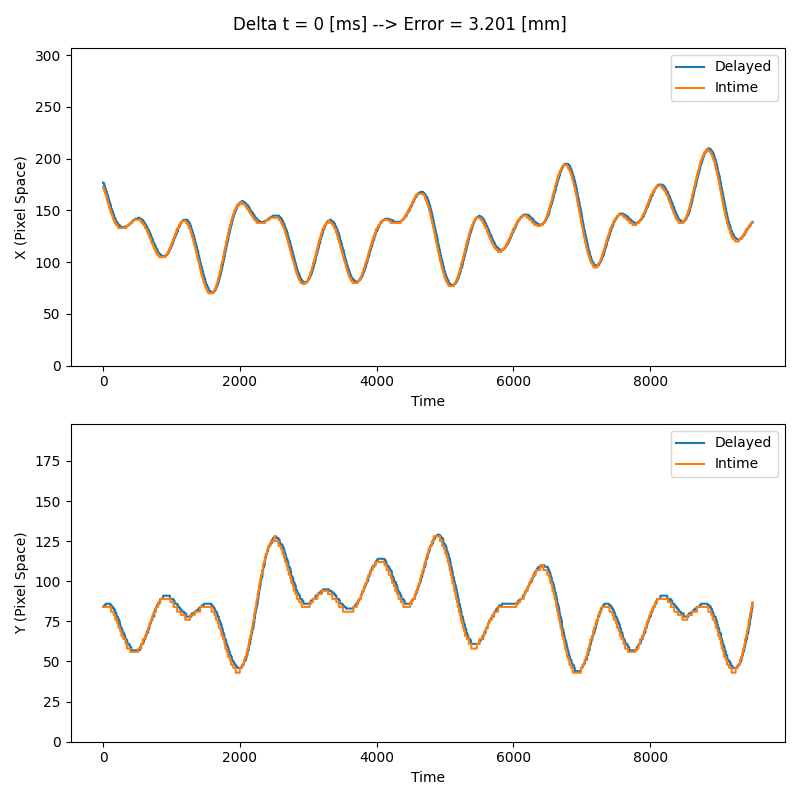 Delta t = 0 [ms] --> Error = 3.201 [mm]
300
250
200
150
100
50
0
X (Pixel Space)
Delayed
Intime
0 2000 4000 6000 8000
Time
175
150
125
100
75
50
25
0
Y (Pixel Space)
Delayed
Intime
0 2000 4000 6000 8000
Time